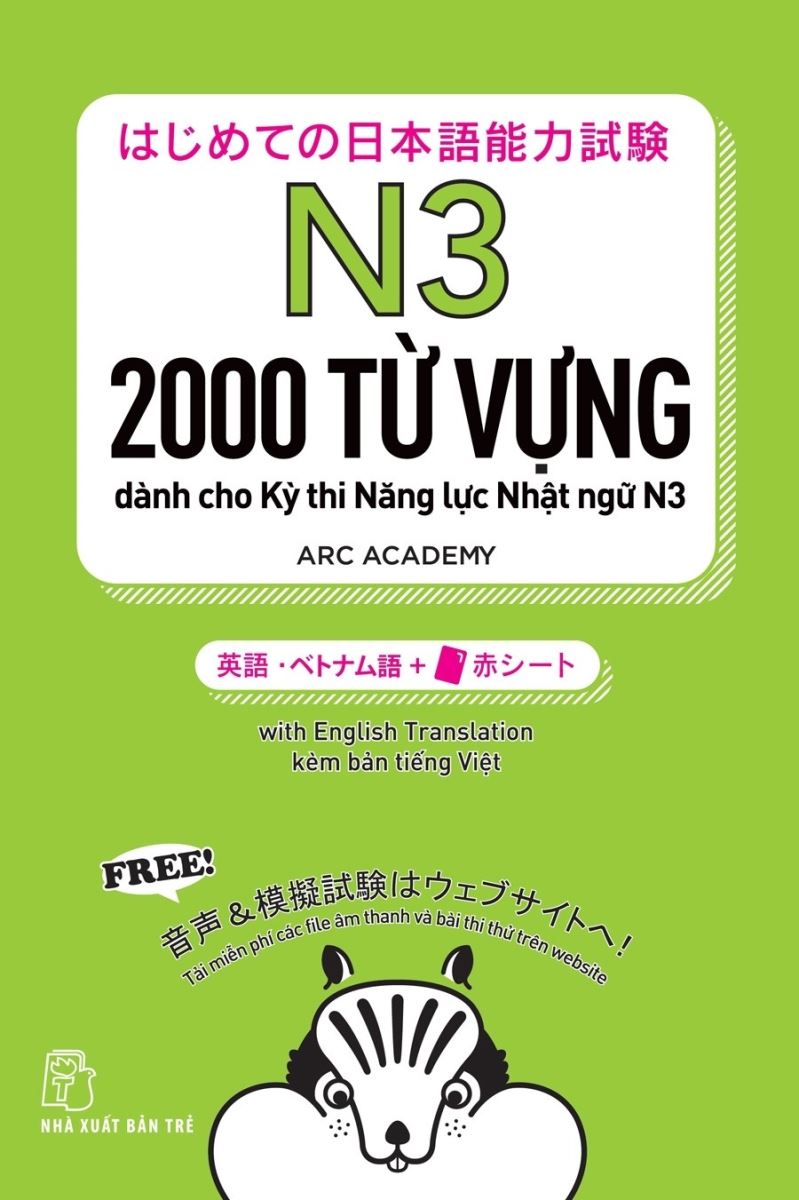 はじめての日本語能力試験
N3
2000 TỪ VỰNG
dành cho Kỳ thi Năng lực Nhật ngữ N3
ARC ACADEMY
英語・ベトナム語 + 赤シート
with English Translation
kèm bản tiếng Việt
FREE!
音声&模擬試験はウェブサイトへ!
Tải miễn phí các file âm thanh và bài thi thử trên website
T
NHÀ XUẤT BẢN TRẺ